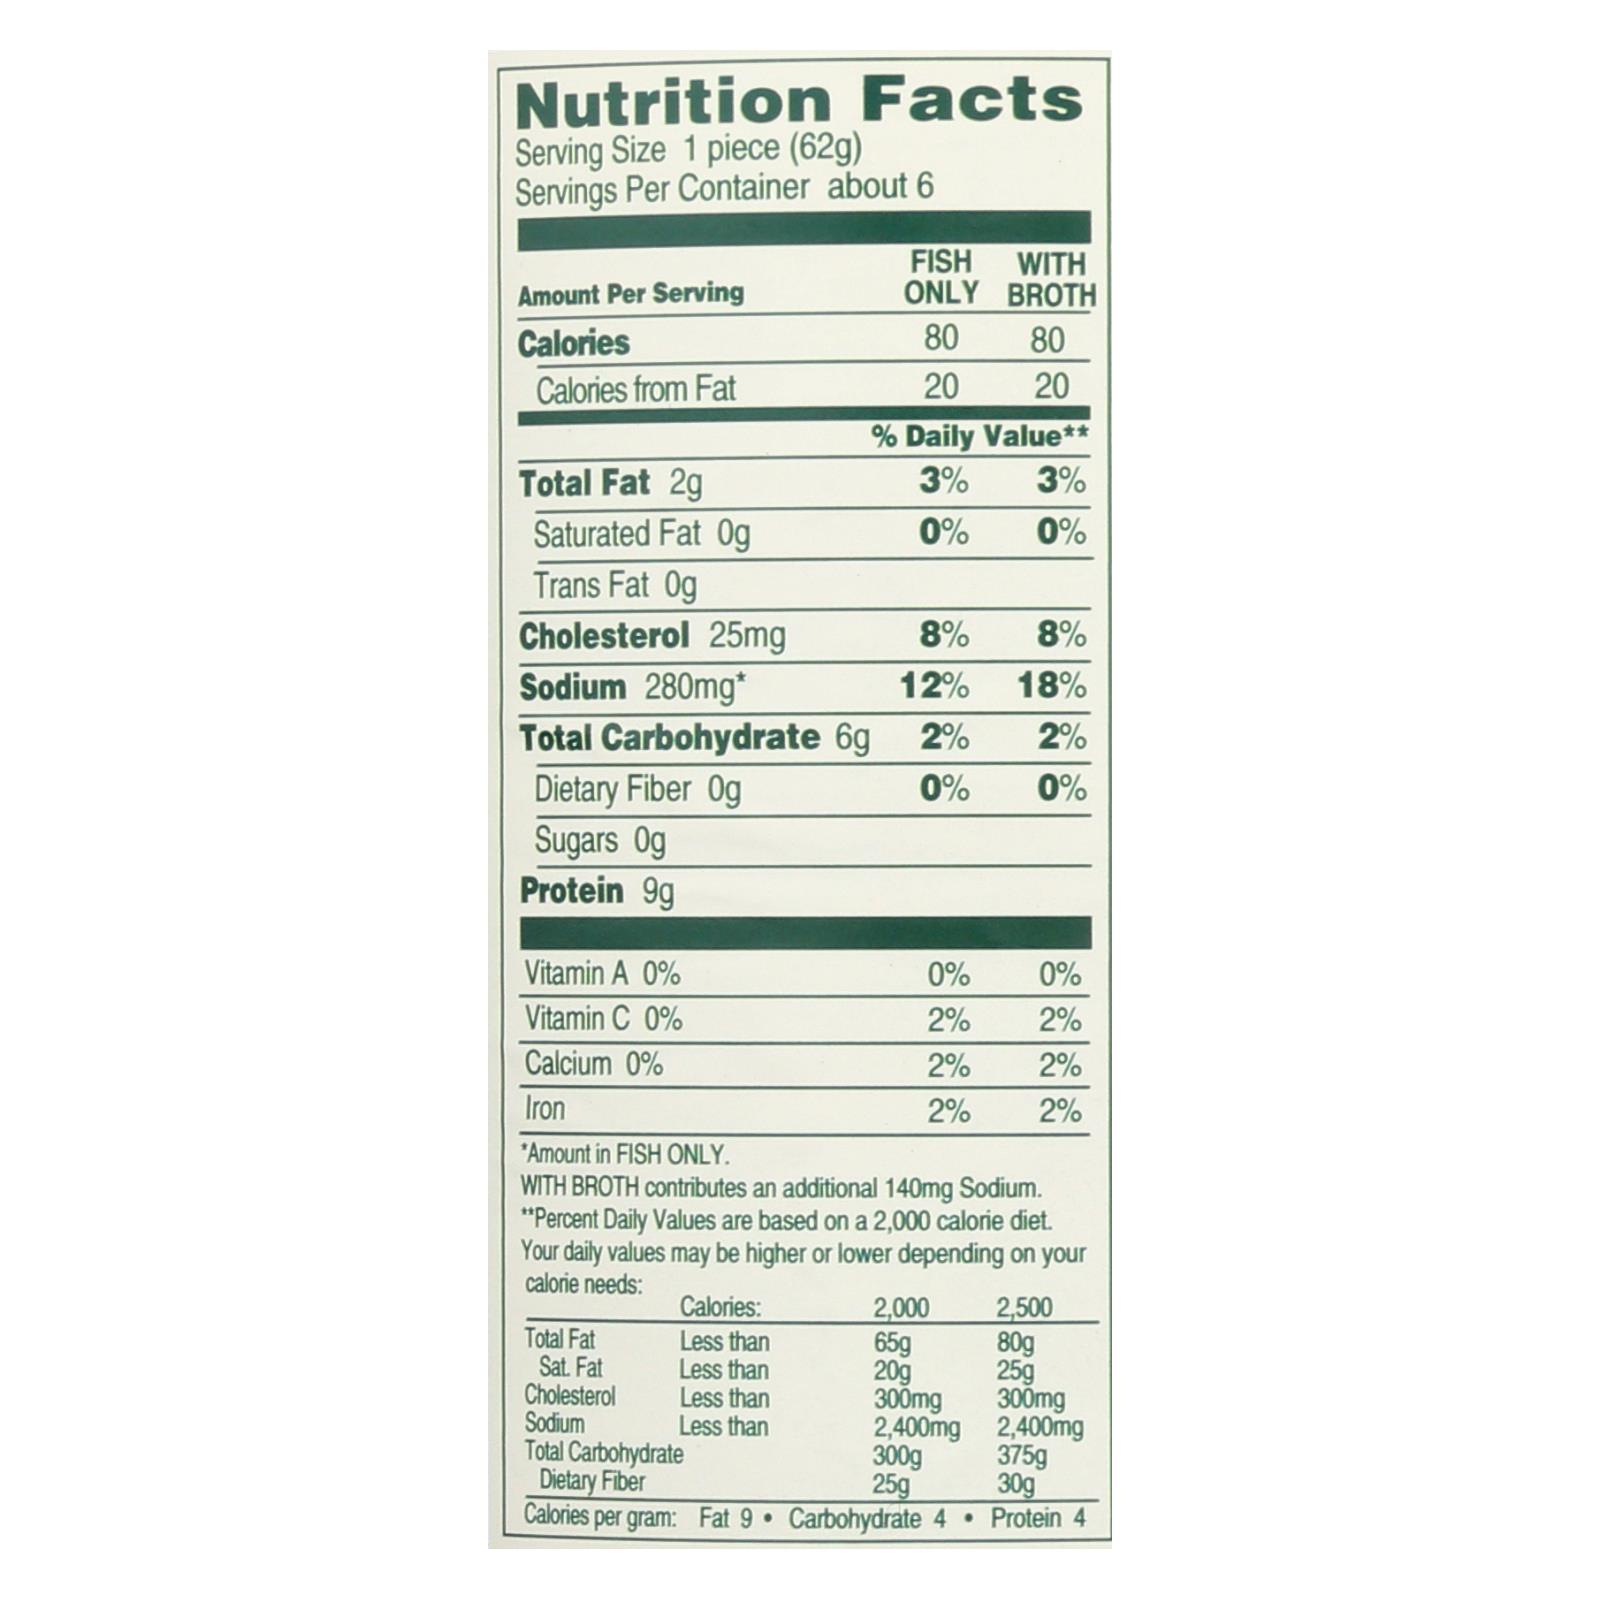 Nutrition Facts
Serving Size 1 piece (62g)
Servings Per Container about 6
FISH ONLY WITH BROTH
Amount Per Serving
Calories 80 80
Calories from Fat 20 20
% Daily Value**
Total Fat 2g 3% 3%
Saturated Fat 0g 0% 0%
Trans Fat 0g
Cholesterol 25mg 8% 8%
Sodium 280mg* 12% 18%
Total Carbohydrate 6g 2% 2%
Dietary Fiber 0g 0% 0%
Sugars 0g
Protein 9g
Vitamin A 0% 0% 0%
Vitamin C 0% 2% 2%
Calcium 0% 2% 2%
Iron 2% 2%
*Amount in FISH ONLY.
WITH BROTH contributes an additional 140mg Sodium.
**Percent Daily Values are based on a 2,000 calorie diet.
Your daily values may be higher or lower depending on your
calorie needs:
Calories: 2,000 2,500
Total Fat Less than 65g 80g
Sat. Fat Less than 20g 25g
Cholesterol Less than 300mg 300mg
Sodium Less than 2,400mg 2,400mg
Total Carbohydrate 300g 375g
Dietary Fiber 25g 30g
Calories per gram: Fat 9 • Carbohydrate 4 • Protein 4